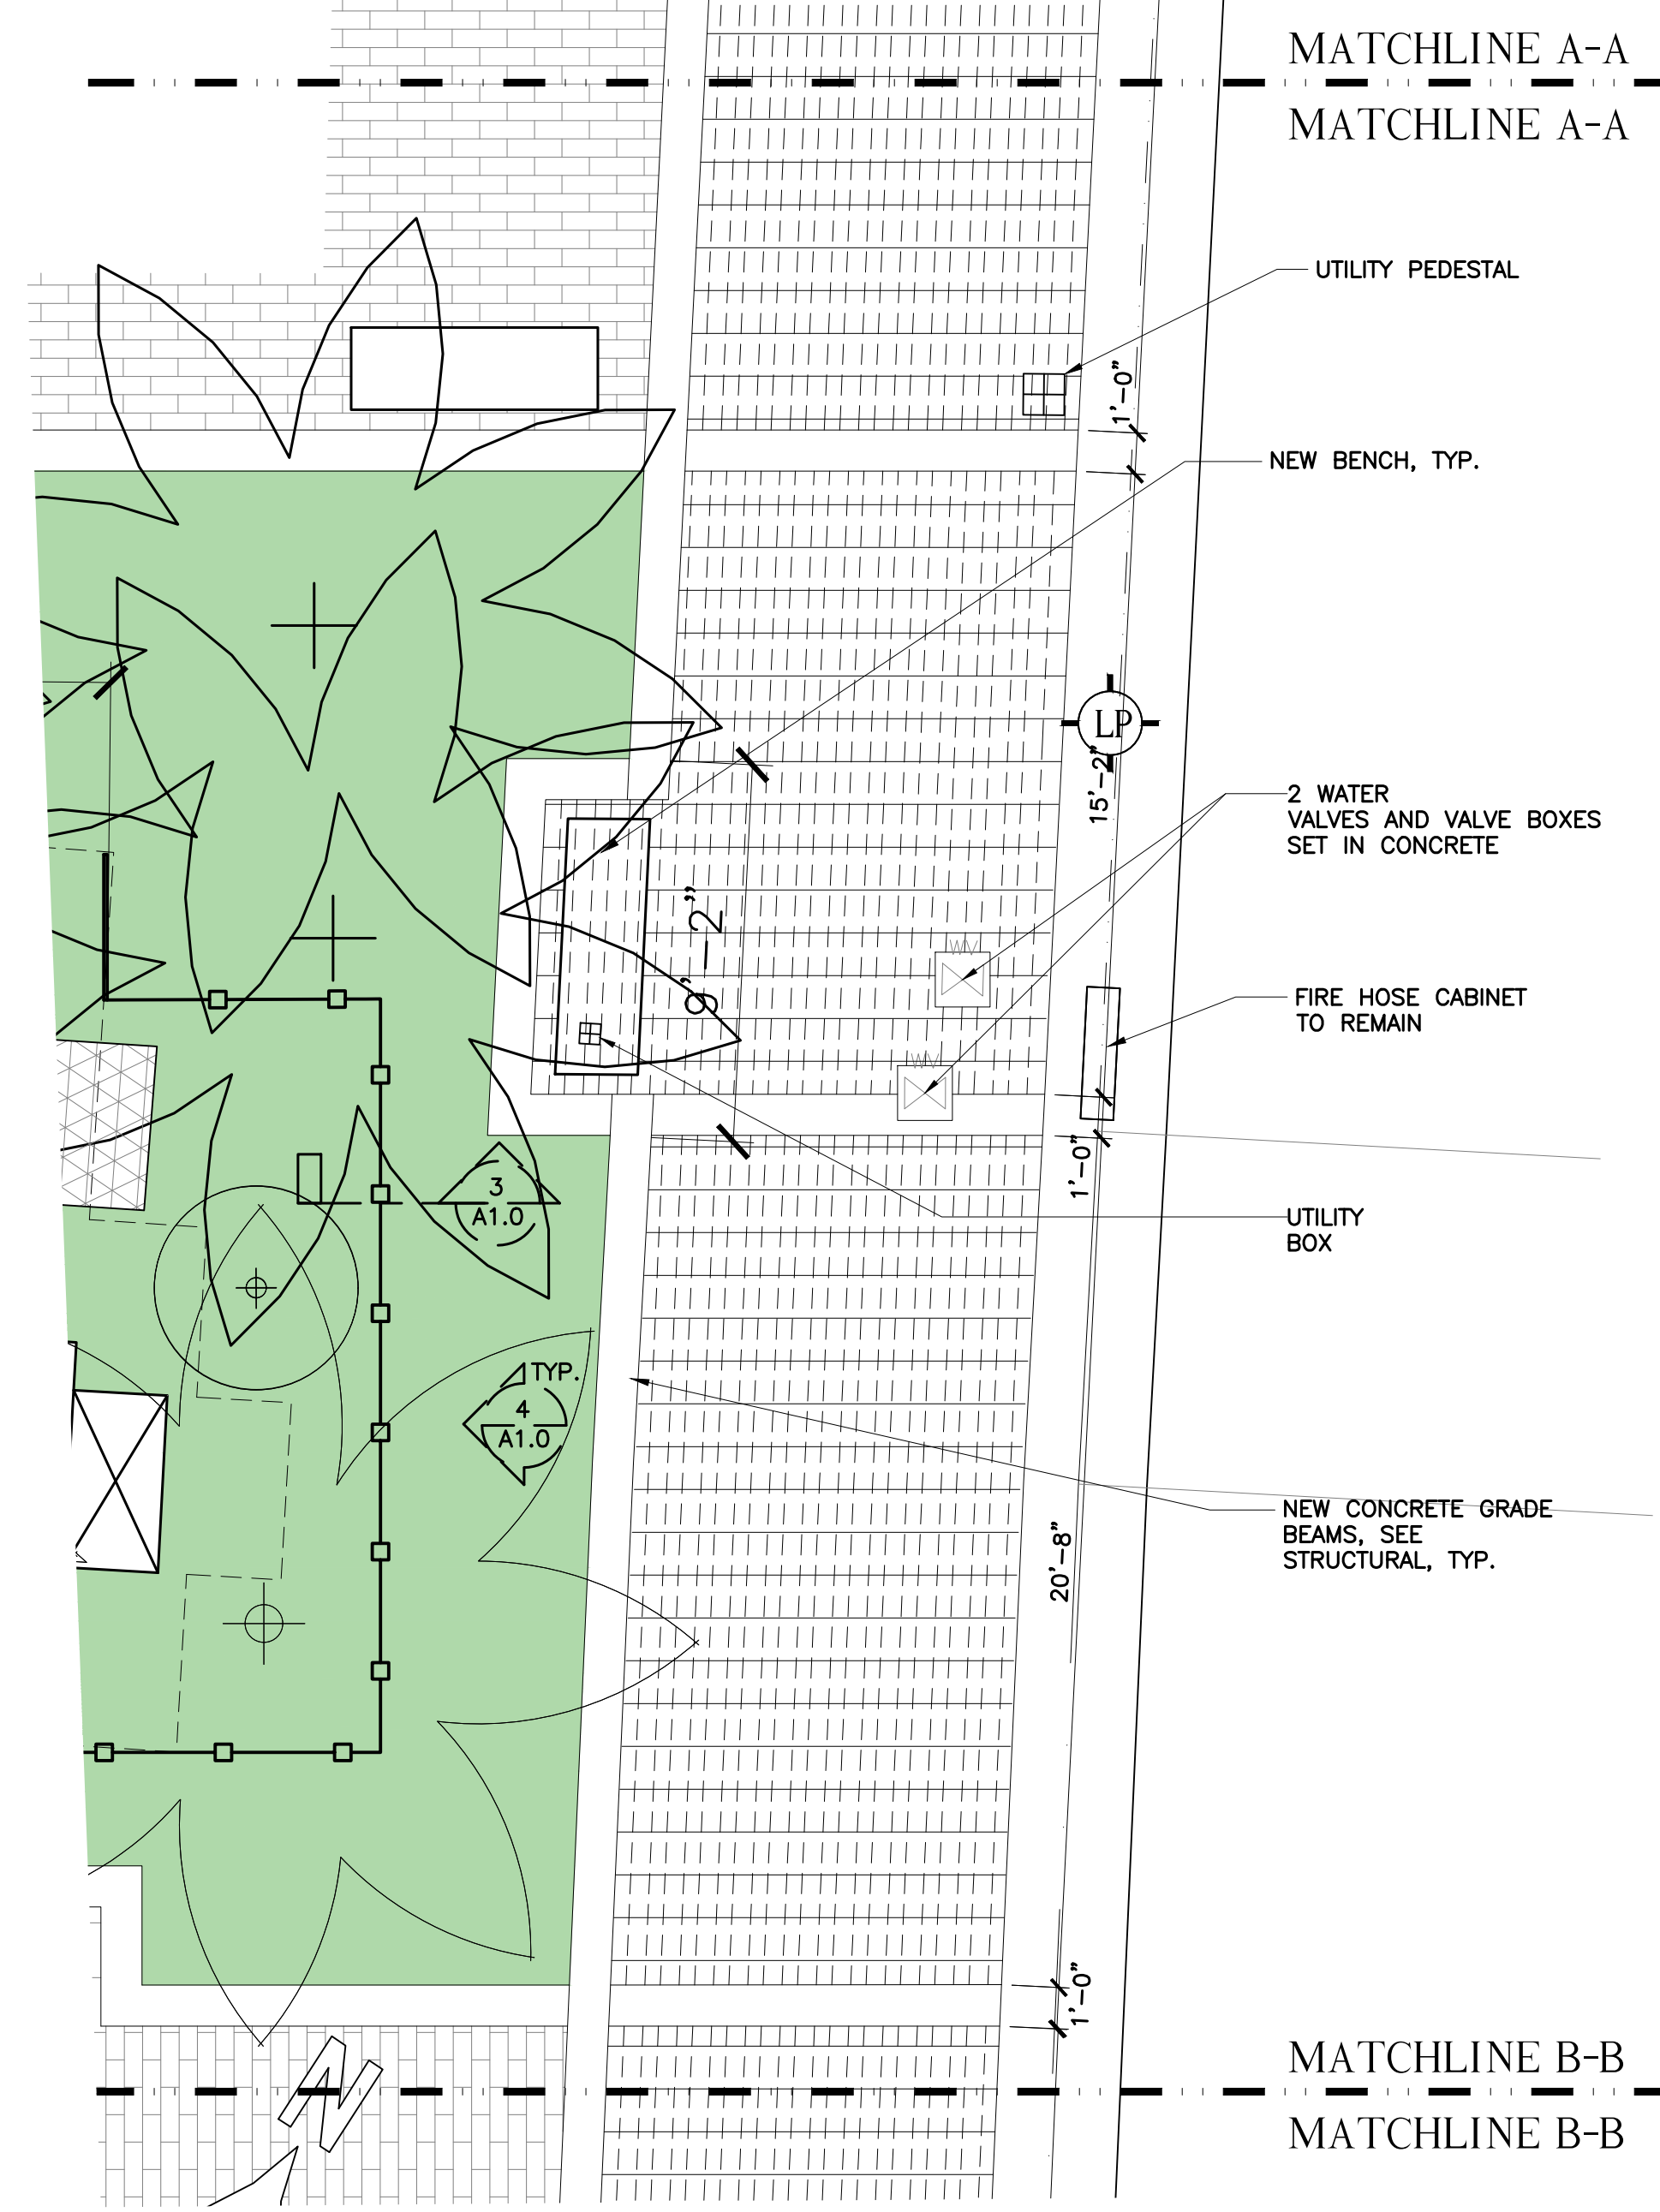 MATCHLINE A-A
MATCHLINE A-A
UTILITY PEDESTAL
1'-0"
NEW BENCH, TYP.
LP
15'-2"
2 WATER
VALVES AND VALVE BOXES
SET IN CONCRETE
9'-2"
WV
FIRE HOSE CABINET
TO REMAIN
WV
1'-0"
3
A1.0
UTILITY
BOX
TYP.
4
A1.0
NEW CONCRETE GRADE
BEAMS, SEE
STRUCTURAL, TYP.
20'-8"
1'-0"
N
MATCHLINE B-B
MATCHLINE B-B